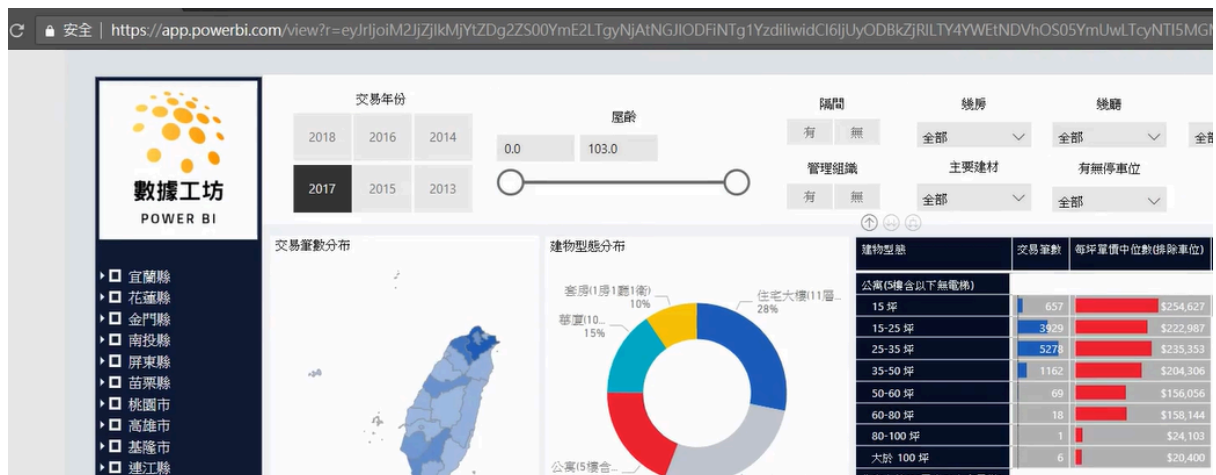 安全 | https://app.powerbi.com/view?r=
交易年份
2018 2016 2014
2017 2015 2013
屋齡
0.0 103.0
隔間
有 無
管理組織
有 無
幾房
全部
主要建材
全部
幾廳
全部
有無停車位
全部
數據工坊
POWER BI
宜蘭縣
花蓮縣
金門縣
南投縣
屏東縣
苗栗縣
桃園市
高雄市
基隆市
連江縣
交易筆數分布
建物型態分布
套房(1房1廳1衛)
10%
華廈(10...
15%
住宅大樓(11層...
28%
公寓(5樓含...
建物型態 交易筆數 每坪單價中位數(排除車位)
公寓(5樓含以下無電梯)
15 坪 657 $254,627
15-25 坪 3929 $222,987
25-35 坪 5278 $235,353
35-50 坪 1162 $204,306
50-60 坪 69 $156,056
60-80 坪 18 $158,144
80-100 坪 1 $24,103
大於 100 坪 6 $20,400